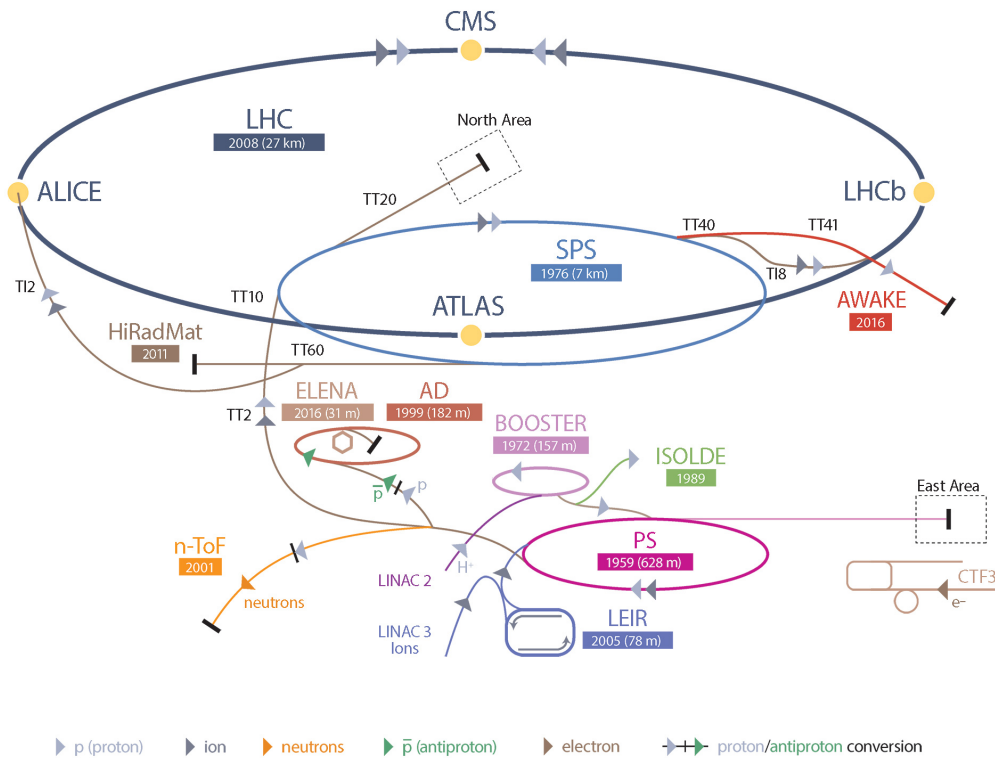 CMS
LHC
2008 (27 km)
North Area
ALICE
TT20
LHCb
TT40
TT41
SPS
1976 (7 km)
TI8
TI2
TT10
ATLAS
AWAKE
2016
HiRadMat
2011
TT60
ELENA
2016 (31 m)
AD
1999 (182 m)
TT2
BOOSTER
1972 (157 m)
ISOLDE
1989
East Area
p
p̅
n-ToF
2001
PS
1959 (628 m)
H⁺
LINAC 2
neutrons
CTF3
e⁻
LINAC 3
Ions
LEIR
2005 (78 m)
p (proton)
ion
neutrons
p̅ (antiproton)
electron
proton/antiproton conversion